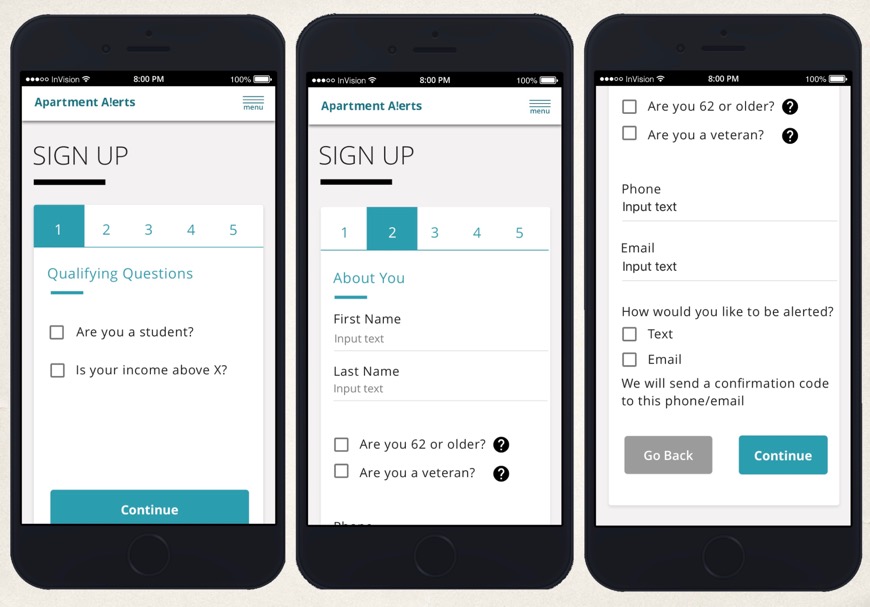 ●●●○○ InVision 8:00 PM 100%
Apartment A!erts
menu
SIGN UP
1 2 3 4 5
Qualifying Questions
Are you a student?
Is your income above X?
Continue
●●●○○ InVision 8:00 PM 100%
Apartment A!erts
menu
SIGN UP
1 2 3 4 5
About You
First Name
Input text
Last Name
Input text
Are you 62 or older? ?
Are you a veteran? ?
Phone
●●●○○ InVision 8:00 PM 100%
Are you 62 or older? ?
Are you a veteran? ?
Phone
Input text
Email
Input text
How would you like to be alerted?
Text
Email
We will send a confirmation code
to this phone/email
Go Back Continue